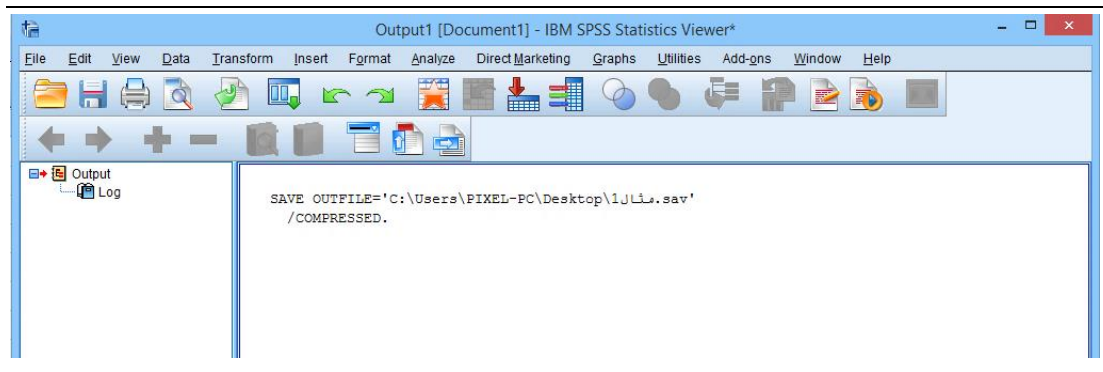 Output1 [Document1] - IBM SPSS Statistics Viewer*
File Edit View Data Transform Insert Format Analyze Direct Marketing Graphs Utilities Add-ons Window Help
Output
Log
SAVE OUTFILE='C:\Users\PIXEL-PC\Desktop\1مثال.sav'
/COMPRESSED.